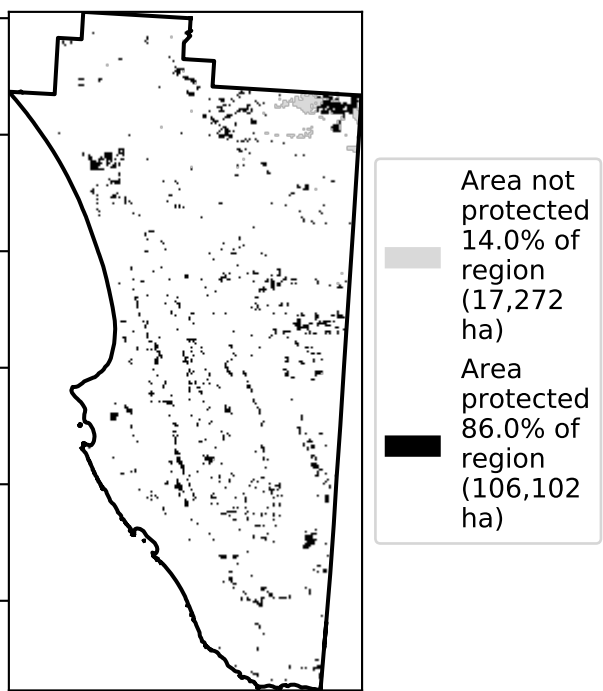 Area not
protected
14.0% of
region
(17,272
ha)
Area
protected
86.0% of
region
(106,102
ha)